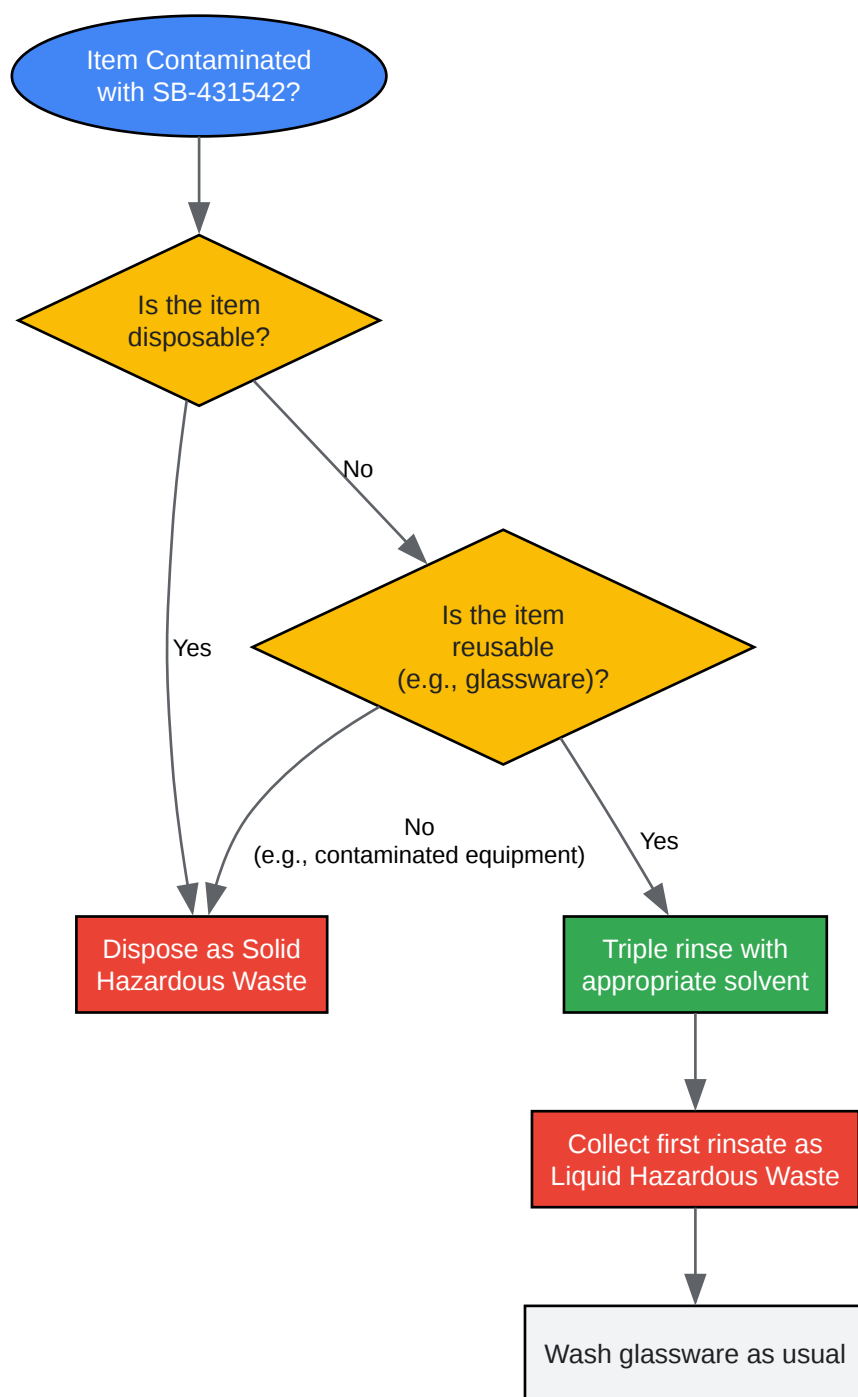 Item Contaminated
with SB-431542?
Is the item
disposable?
No
Is the item
reusable
(e.g., glassware)?
Yes
No
(e.g., contaminated equipment)
Yes
Dispose as Solid
Hazardous Waste
Triple rinse with
appropriate solvent
Collect first rinsate as
Liquid Hazardous Waste
Wash glassware as usual